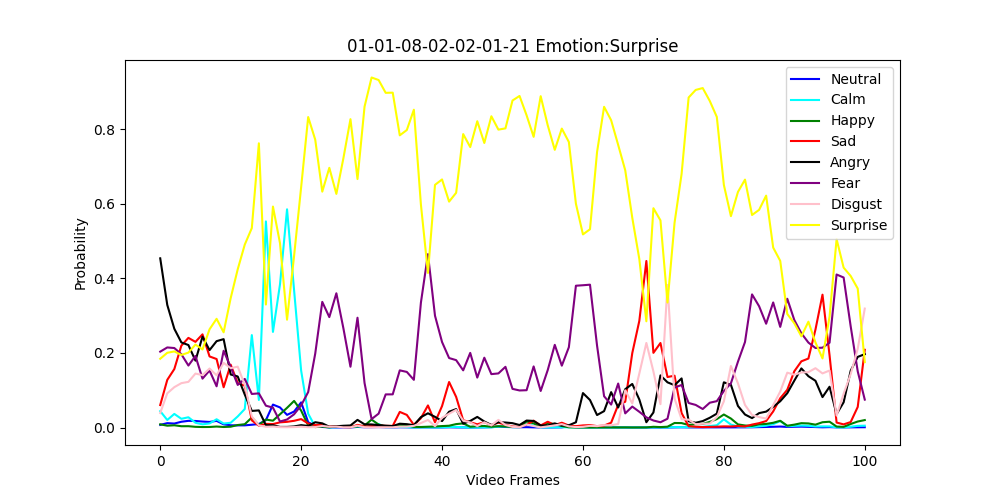 01-01-08-02-02-01-21 Emotion:Surprise
Neutral
Calm
Happy
Sad
Angry
Fear
Disgust
Surprise
Probability
0.8
0.6
0.4
0.2
0.0
0 20 40 60 80 100
Video Frames